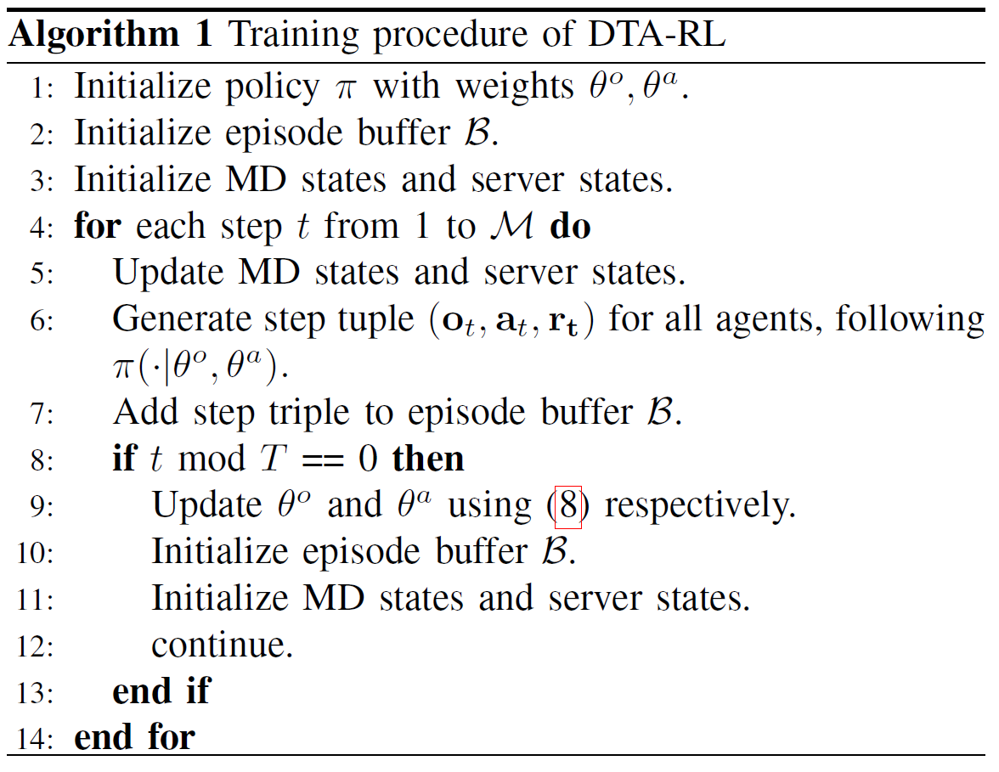 Algorithm 1 Training procedure of DTA-RL
1: Initialize policy π with weights θ^o, θ^a.
2: Initialize episode buffer ℬ.
3: Initialize MD states and server states.
4: for each step t from 1 to ℳ do
5: Update MD states and server states.
6: Generate step tuple (o_t, a_t, r_t) for all agents, following
π(·|θ^o, θ^a).
7: Add step triple to episode buffer ℬ.
8: if t mod T == 0 then
9: Update θ^o and θ^a using (8) respectively.
10: Initialize episode buffer ℬ.
11: Initialize MD states and server states.
12: continue.
13: end if
14: end for